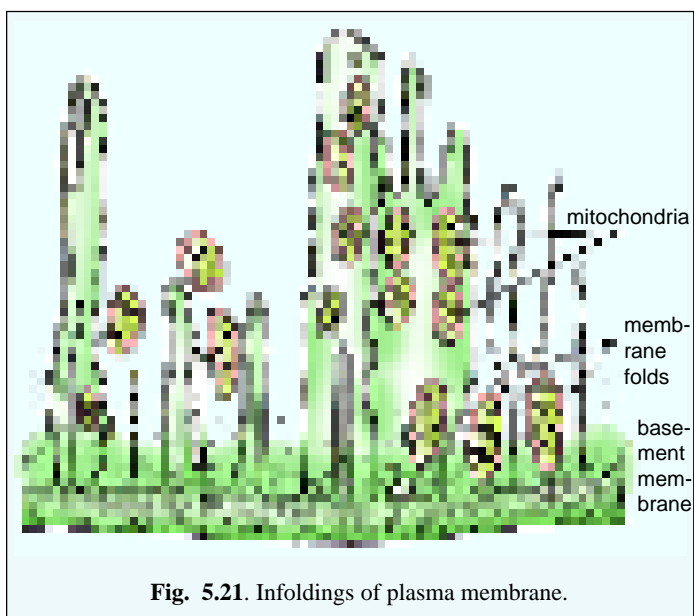 mitochondria
memb-
rane
folds
base-
ment
mem-
brane
Fig. 5.21. Infoldings of plasma membrane.